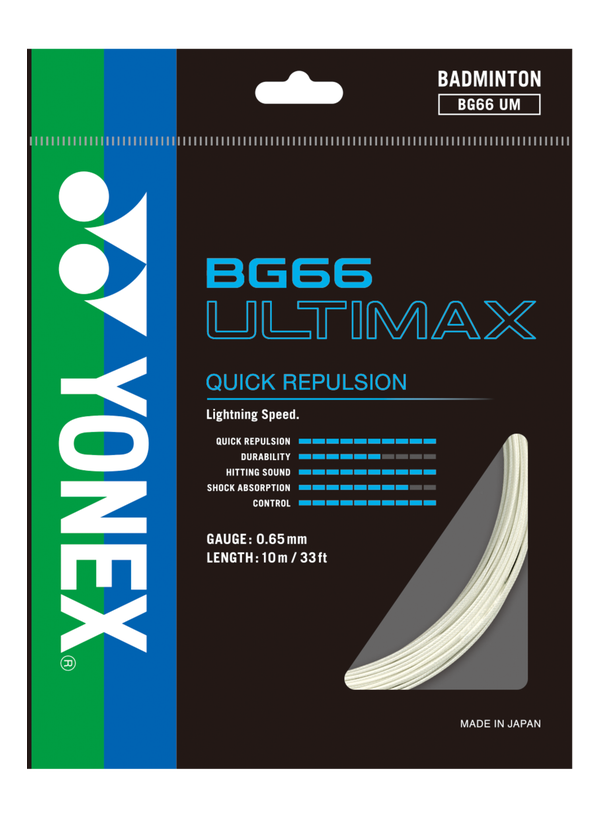 BADMINTON
BG66 UM
YONEX®
BG66
ULTIMAX
QUICK REPULSION
Lightning Speed.
QUICK REPULSION
DURABILITY
HITTING SOUND
SHOCK ABSORPTION
CONTROL
GAUGE: 0.65mm
LENGTH: 10m / 33ft
MADE IN JAPAN